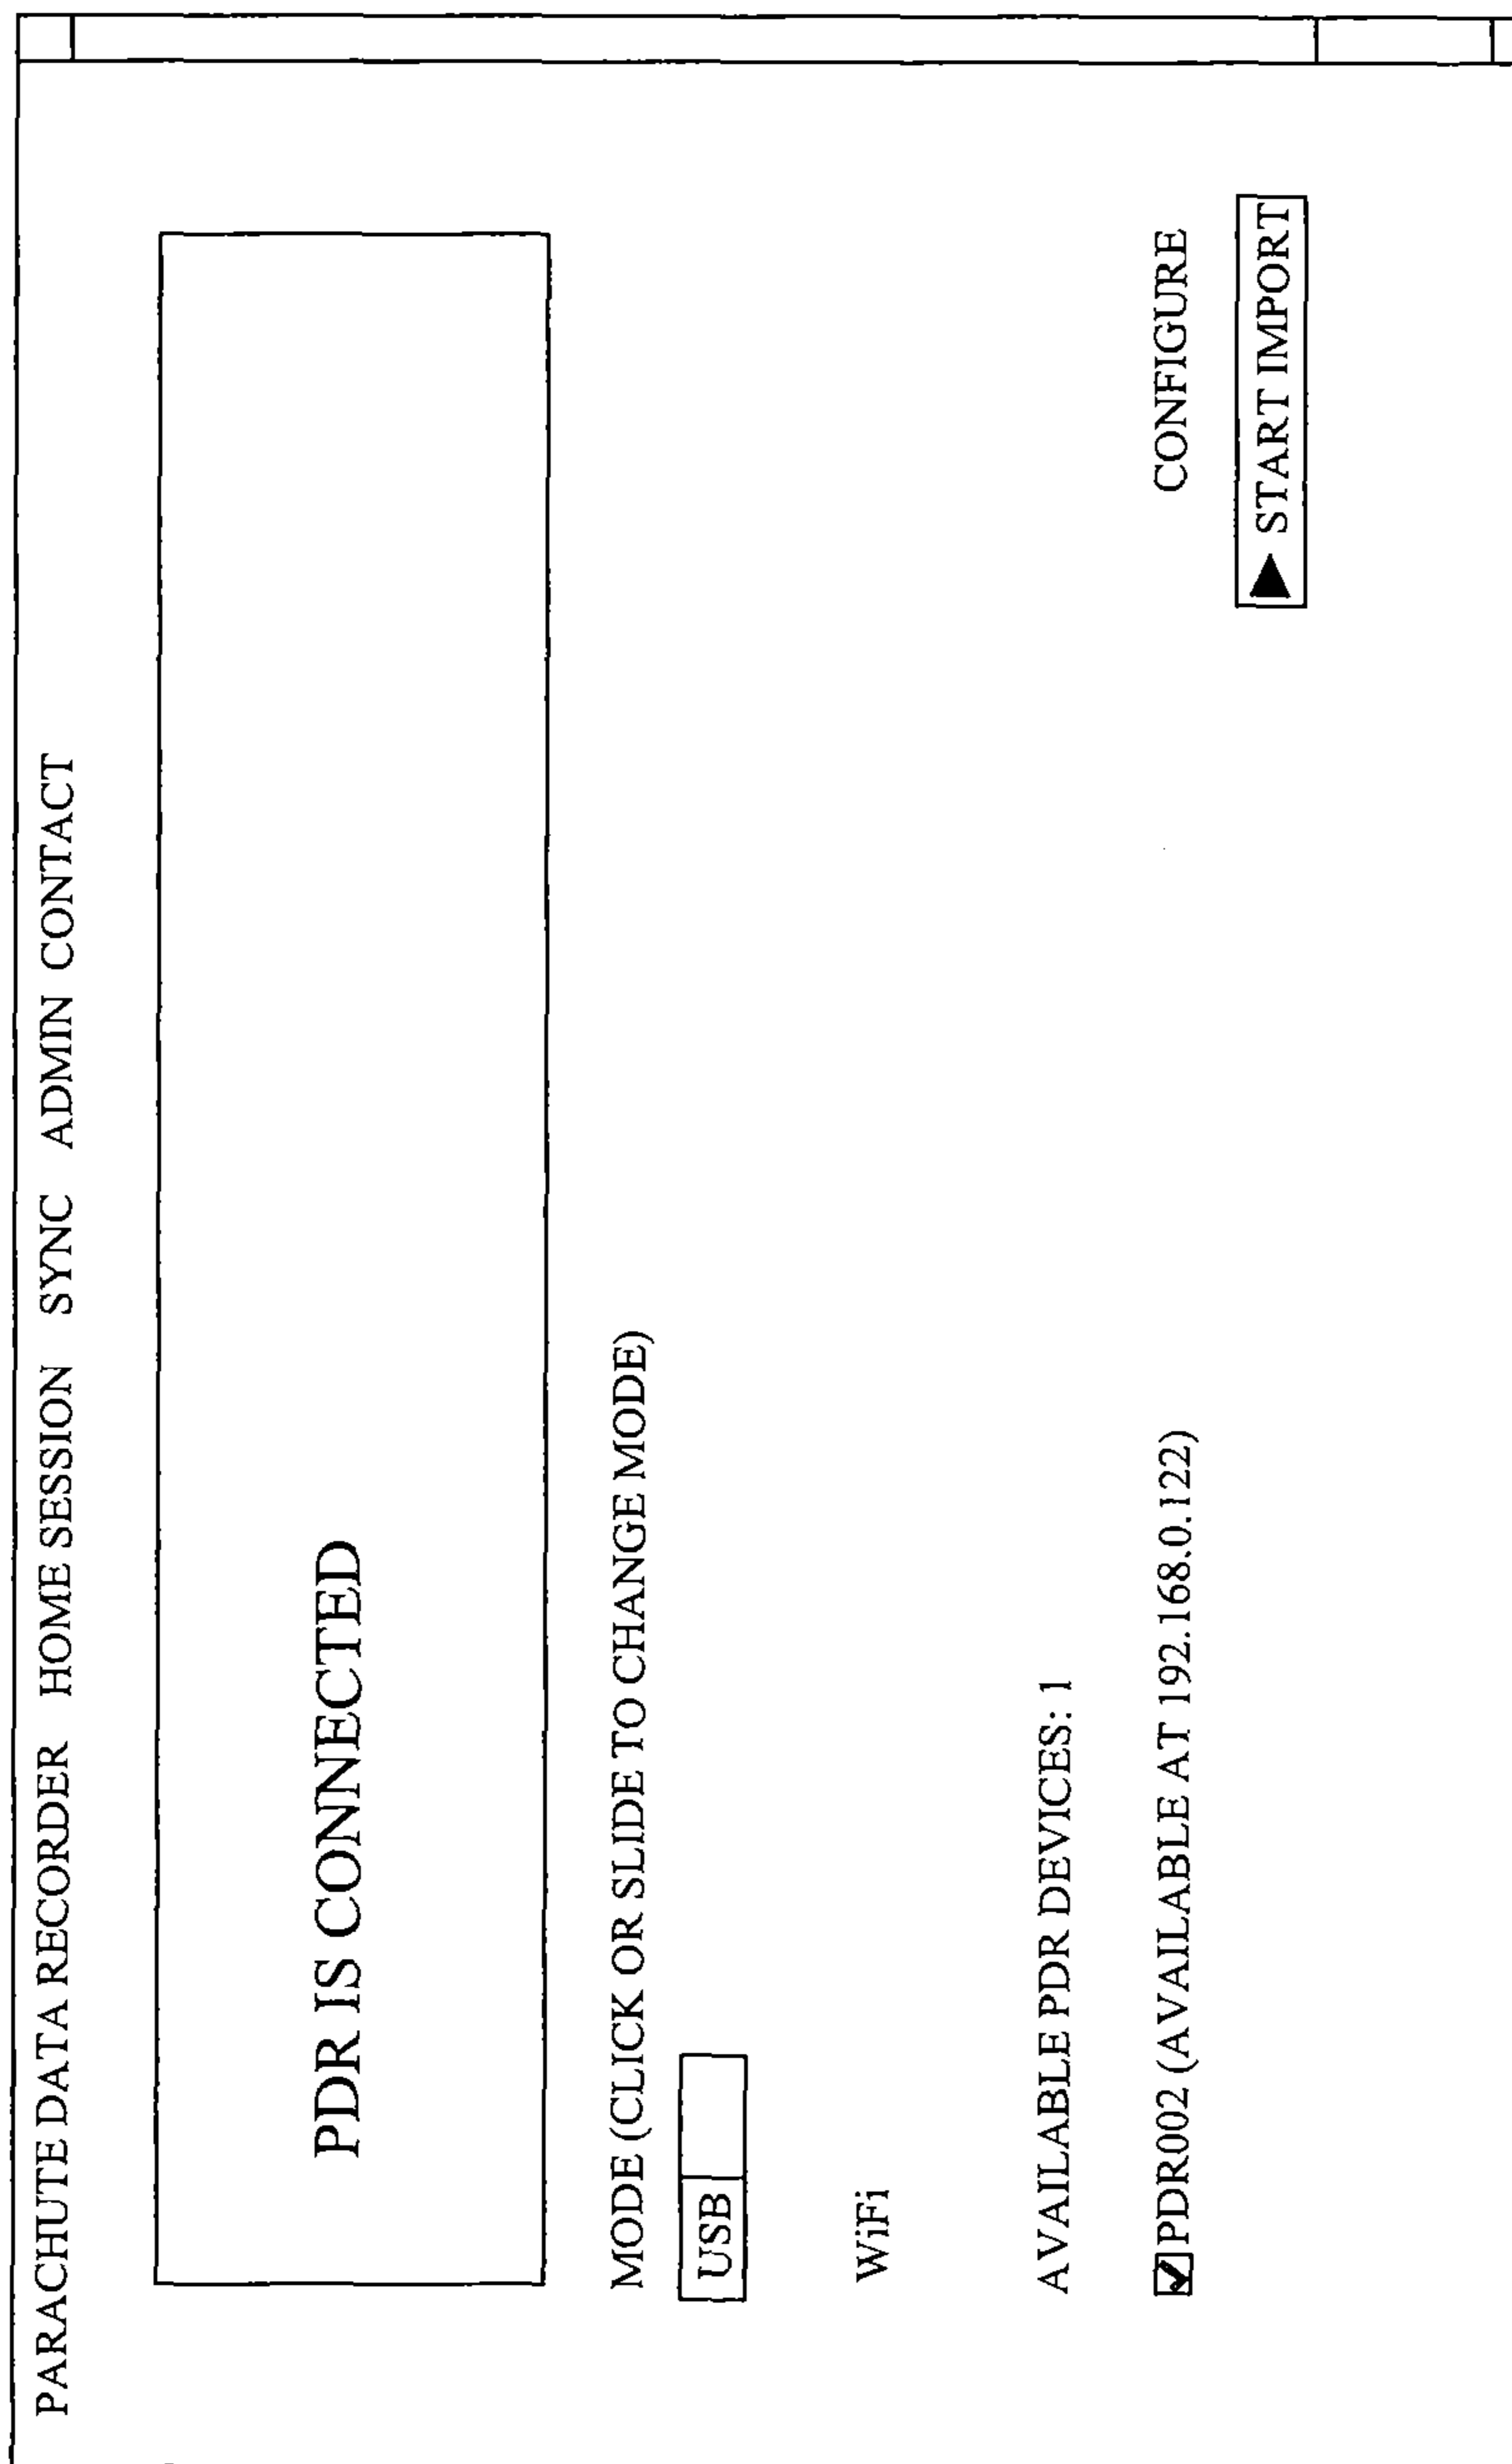 PARACHUTE DATA RECORDER HOME SESSION SYNC ADMIN CONTACT
PDR IS CONNECTED
MODE (CLICK OR SLIDE TO CHANGE MODE)
USB
WiFi
AVAILABLE PDR DEVICES: 1
PDR002 (AVAILABLE AT 192.168.0.122)
CONFIGURE
START IMPORT